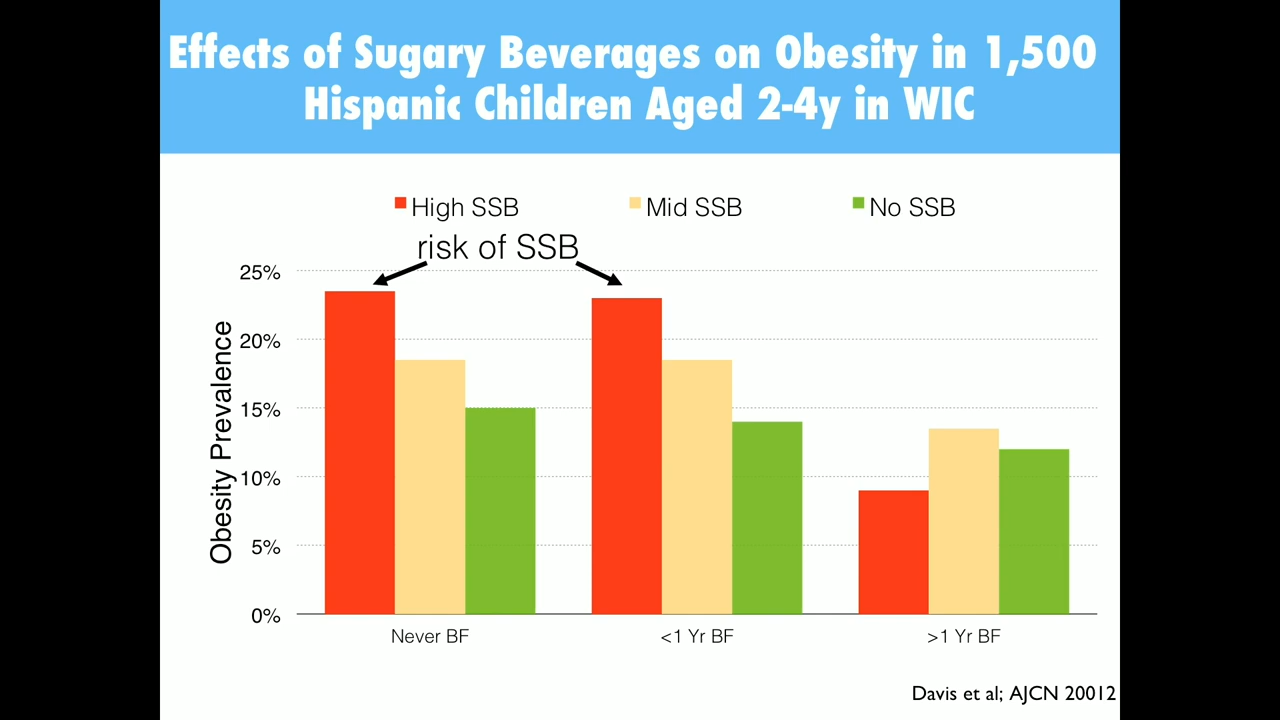 Effects of Sugary Beverages on Obesity in 1,500
Hispanic Children Aged 2-4y in WIC
High SSB
Mid SSB
No SSB
risk of SSB
25%
20%
15%
10%
5%
0%
Obesity Prevalence
Never BF
<1 Yr BF
>1 Yr BF
Davis et al; AJCN 20012